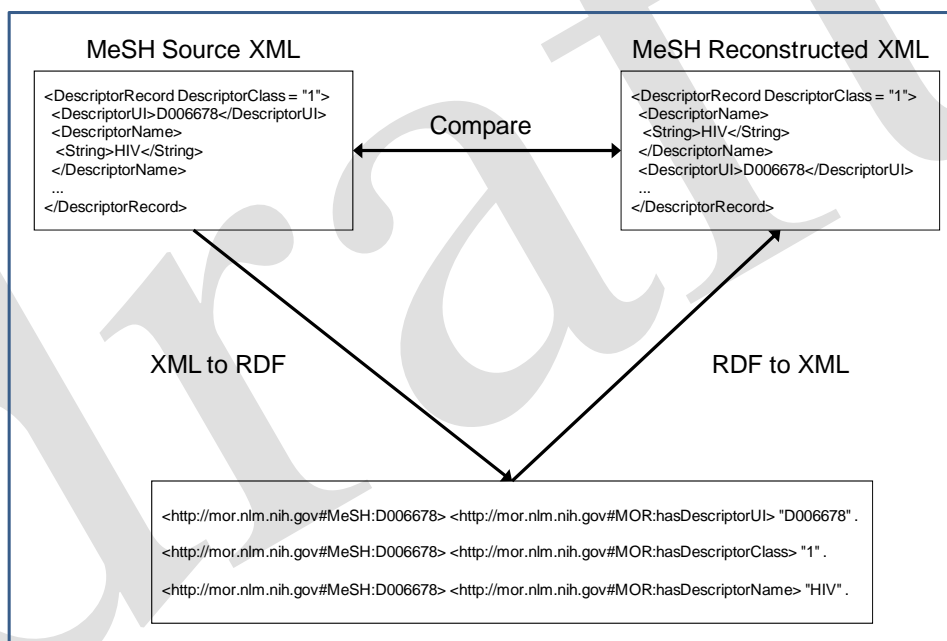 MeSH Source XML
<DescriptorRecord DescriptorClass = "1">
<DescriptorUI>D006678</DescriptorUI>
<DescriptorName>
<String>HIV</String>
</DescriptorName>
...
</DescriptorRecord>
Compare
MeSH Reconstructed XML
<DescriptorRecord DescriptorClass = "1">
<DescriptorName>
<String>HIV</String>
</DescriptorName>
<DescriptorUI>D006678</DescriptorUI>
...
</DescriptorRecord>
XML to RDF
RDF to XML
<http://mor.nlm.nih.gov#MeSH:D006678> <http://mor.nlm.nih.gov#MOR:hasDescriptorUI> "D006678" .
<http://mor.nlm.nih.gov#MeSH:D006678> <http://mor.nlm.nih.gov#MOR:hasDescriptorClass> "1" .
<http://mor.nlm.nih.gov#MeSH:D006678> <http://mor.nlm.nih.gov#MOR:hasDescriptorName> "HIV" .
draft